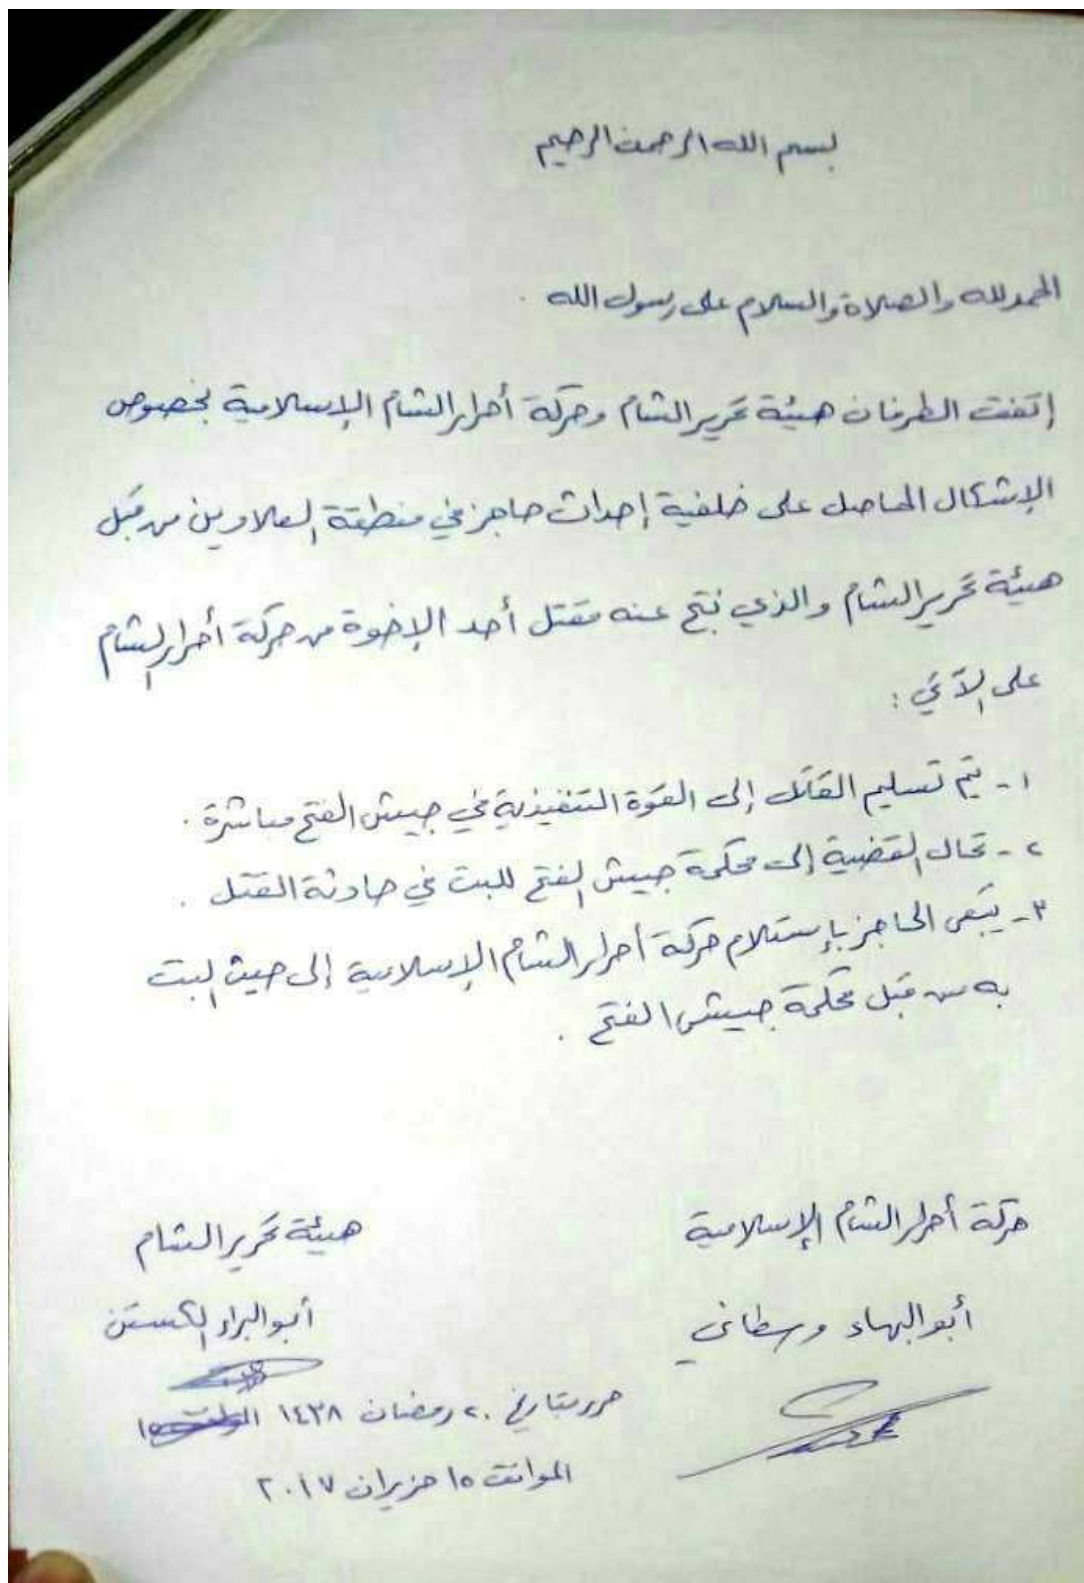 بسم الله الرحمن الرحيم
الحمد لله والصلاة والسلام على رسول الله .
إتفق الطرفان هيئة تحرير الشام وحركة أحرار الشام الإسلامية بخصوص
الإشكال الحاصل على خلفية إحداث حاجز في منطقة العلاوين من قبل
هيئة تحرير الشام والذي نتج عنه مقتل أحد الإخوة من حركة أحرار الشام
على الآتي :
١- يتم تسليم القاتل إلى القوة التنفيذية في جيش الفتح مباشرة .
٢- تحال القضية إلى محكمة جيش الفتح للبت في حادثة القتل .
٣- يبقى الحاجز بإستلام حركة أحرار الشام الإسلامية إلى حيث البت
به من قبل محكمة جيش الفتح .
حركة أحرار الشام الإسلامية
هيئة تحرير الشام
أبو البهاء وسطاني
أبو البراء
حرر بتاريخ ٢٠ رمضان ١٤٣٨
الموافق ١٥ حزيران ٢٠١٧